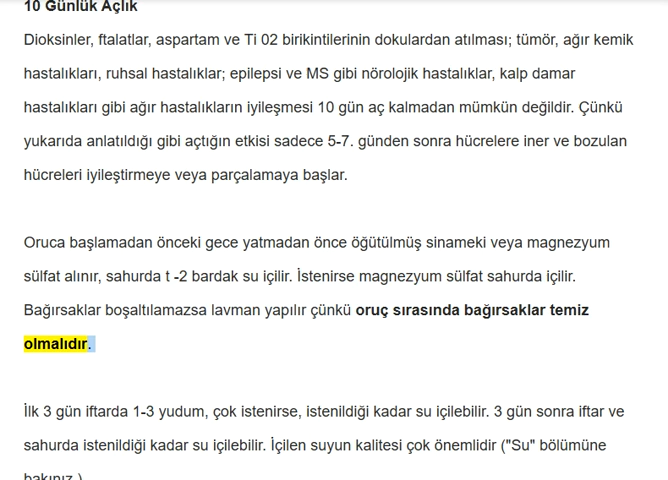 10 Günlük Açlık
Dioksinler, ftalatlar, aspartam ve Ti 02 birikintilerinin dokulardan atılması; tümör, ağır kemik
hastalıkları, ruhsal hastalıklar; epilepsi ve MS gibi nörolojik hastalıklar, kalp damar
hastalıkları gibi ağır hastalıkların iyileşmesi 10 gün aç kalmadan mümkün değildir. Çünkü
yukarıda anlatıldığı gibi açtığın etkisi sadece 5-7. günden sonra hücrelere iner ve bozulan
hücreleri iyileştirmeye veya parçalamaya başlar.
Oruca başlamadan önceki gece yatmadan önce öğütülmüş sinameki veya magnezyum
sülfat alınır, sahurda t -2 bardak su içilir. İstenirse magnezyum sülfat sahurda içilir.
Bağırsaklar boşaltılamazsa lavman yapılır çünkü oruç sırasında bağırsaklar temiz
olmalıdır.
İlk 3 gün iftarda 1-3 yudum, çok istenirse, istenildiği kadar su içilebilir. 3 gün sonra iftar ve
sahurda istenildiği kadar su içilebilir. İçilen suyun kalitesi çok önemlidir ("Su" bölümüne
bakınız.)